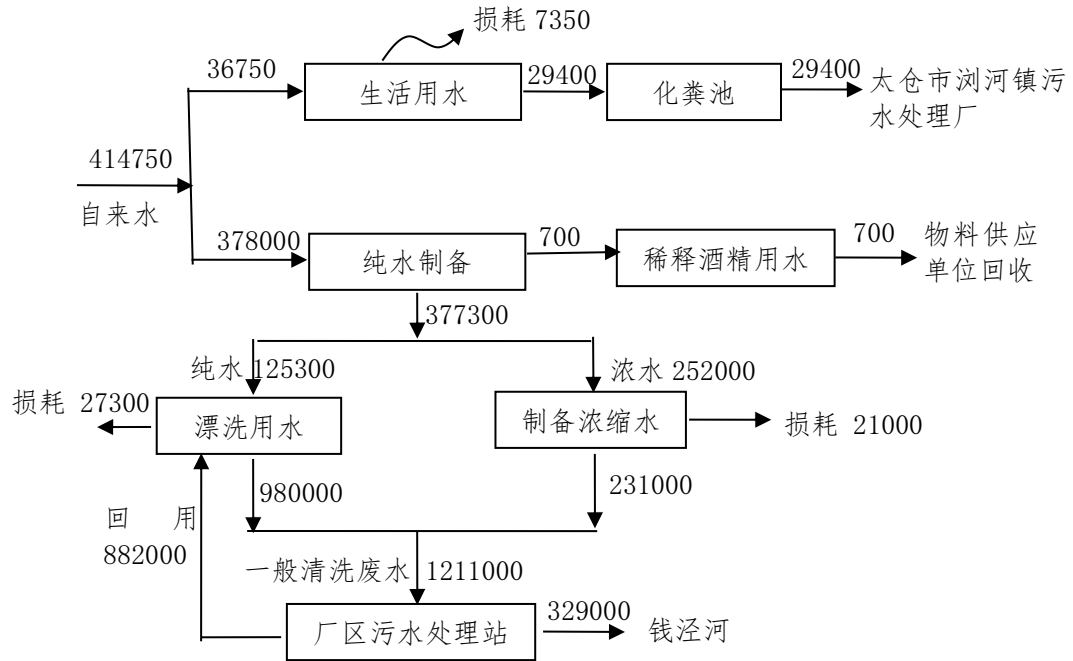 损耗 7350
36750
生活用水
29400
化粪池
29400
太仓市浏河镇污
水处理厂
414750
自来水
378000
纯水制备
700
稀释酒精用水
700
物料供应
单位回收
377300
纯水 125300
浓水 252000
损耗 27300
漂洗用水
制备浓缩水
损耗 21000
980000
231000
回 用
882000
一般清洗废水
1211000
厂区污水处理站
329000
钱泾河